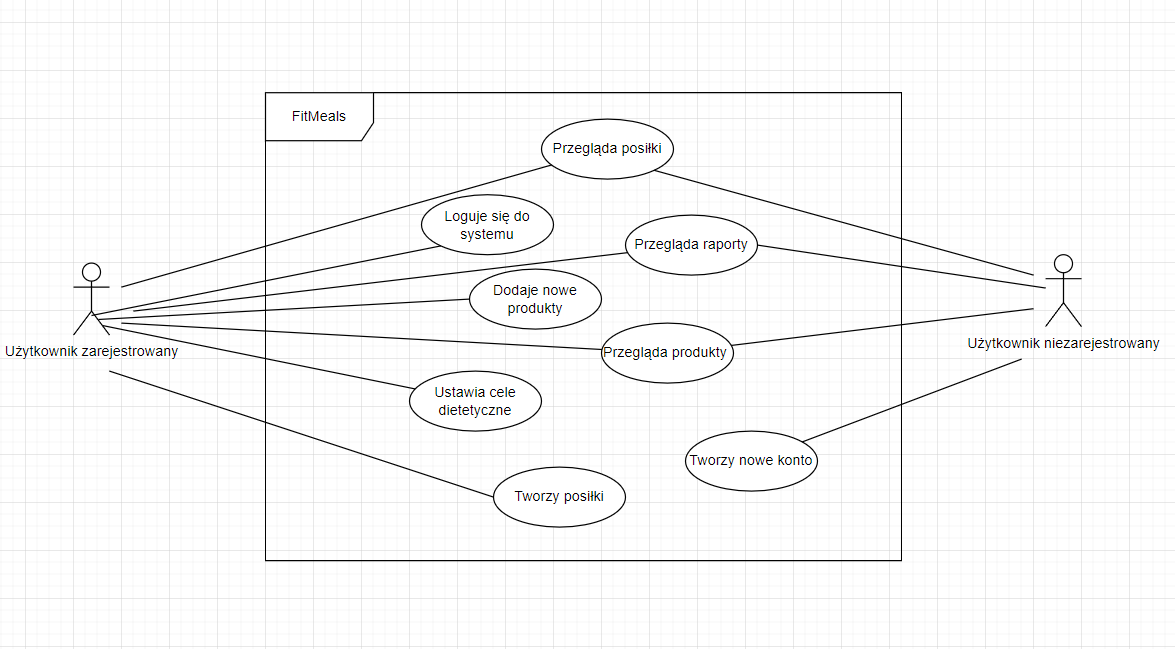 FitMeals
Przegląda posiłki
Loguje się do
systemu
Przegląda raporty
Dodaje nowe
produkty
Użytkownik zarejestrowany
Przegląda produkty
Użytkownik niezarejestrowany
Ustawia cele
dietetyczne
Tworzy nowe konto
Tworzy posiłki